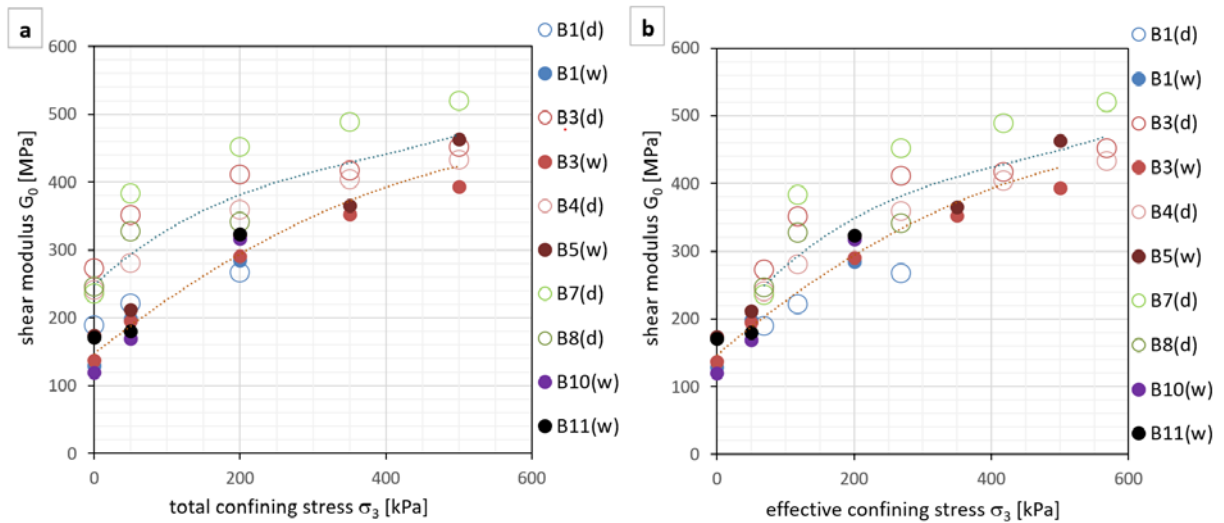 a
shear modulus G₀ [MPa]
600
500
400
300
200
100
0
0 200 400 600
total confining stress σ₃ [kPa]
B1(d)
B1(w)
B3(d)
B3(w)
B4(d)
B5(w)
B7(d)
B8(d)
B10(w)
B11(w)
b
shear modulus G₀ [MPa]
600
500
400
300
200
100
0
0 200 400 600
effective confining stress σ₃ [kPa]
B1(d)
B1(w)
B3(d)
B3(w)
B4(d)
B5(w)
B7(d)
B8(d)
B10(w)
B11(w)